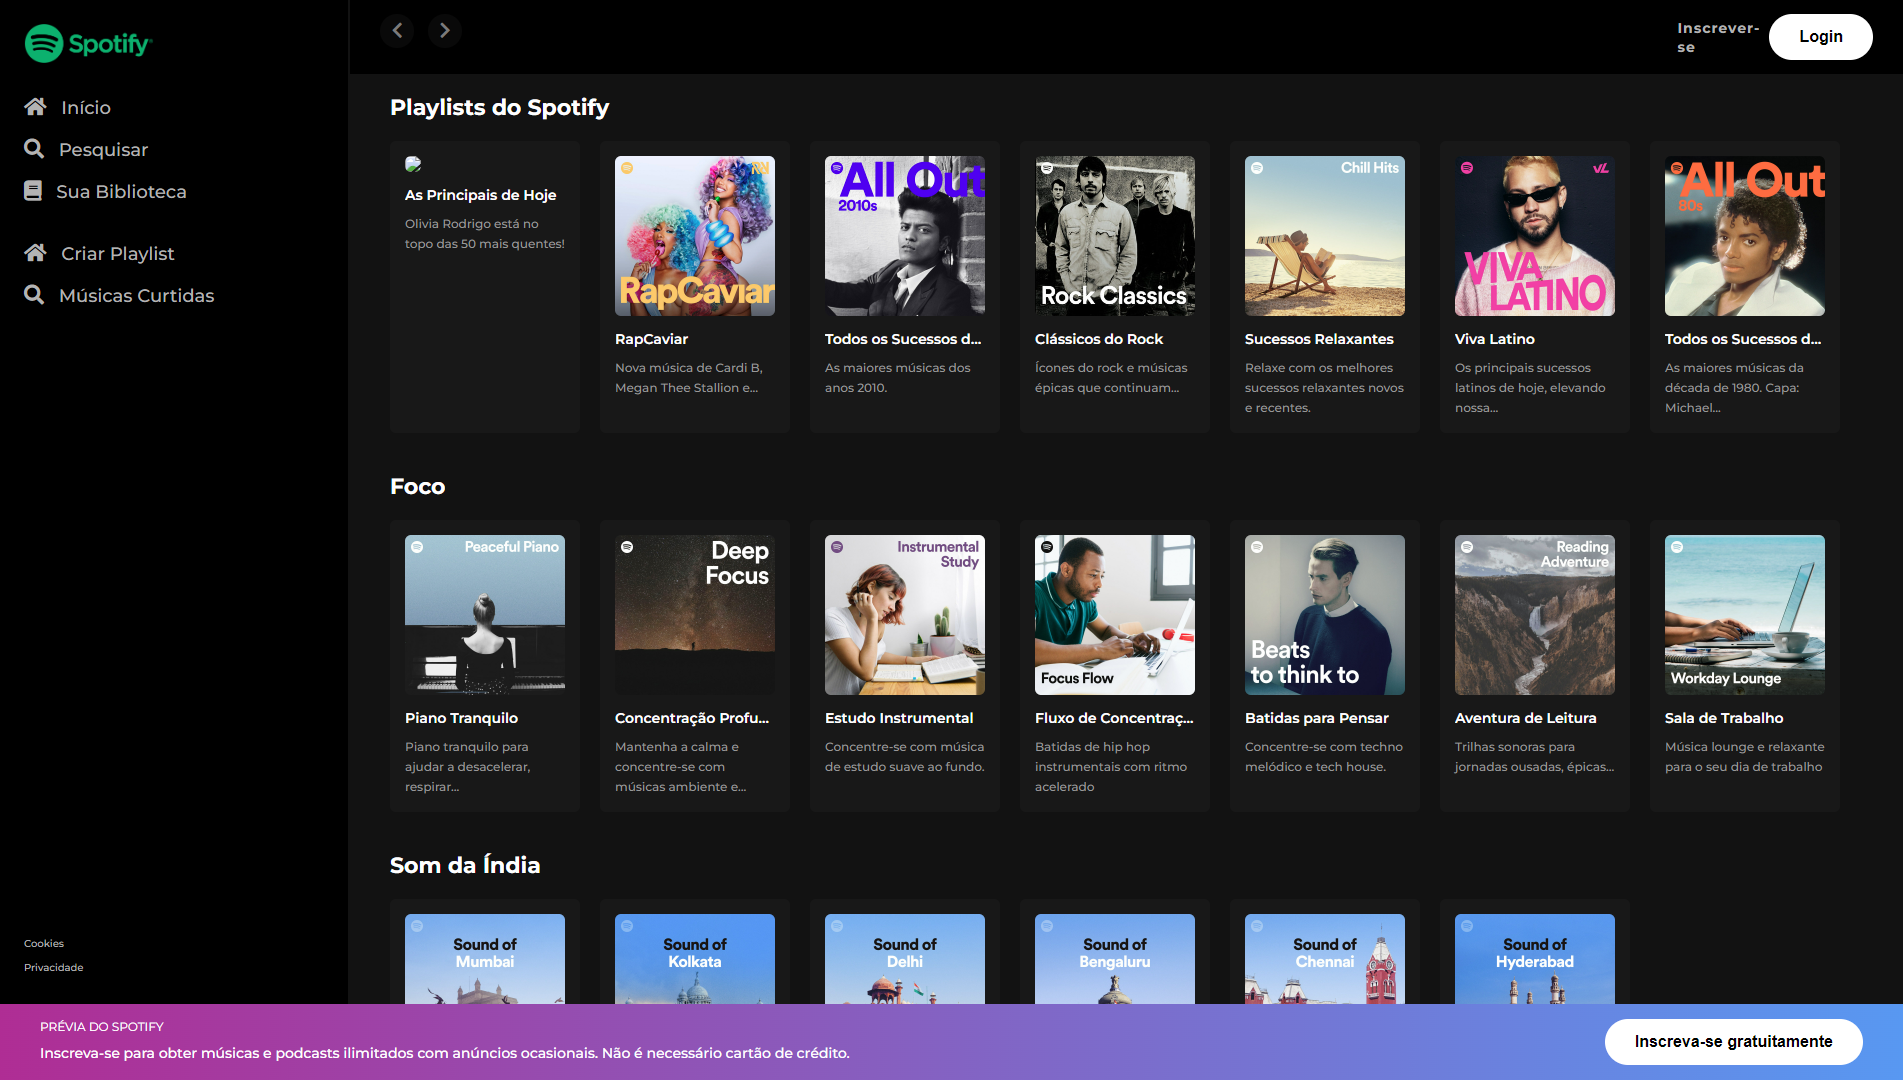 Spotify
Início
Pesquisar
Sua Biblioteca
Criar Playlist
Músicas Curtidas
Cookies
Privacidade
Inscrever-
se
Login
Playlists do Spotify
As Principais de Hoje
Olivia Rodrigo está no
topo das 50 mais quentes!
RapCaviar
RapCaviar
Nova música de Cardi B,
Megan Thee Stallion e...
All Out
2010s
Todos os Sucessos d...
As maiores músicas dos
anos 2010.
Rock Classics
Clássicos do Rock
Ícones do rock e músicas
épicas que continuam...
Chill Hits
Sucessos Relaxantes
Relaxe com os melhores
sucessos relaxantes novos
e recentes.
VL
VIVA
LATINO
Viva Latino
Os principais sucessos
latinos de hoje, elevando
nossa...
All Out
80s
Todos os Sucessos d...
As maiores músicas da
década de 1980. Capa:
Michael...
Foco
Peaceful Piano
Piano Tranquilo
Piano tranquilo para
ajudar a desacelerar,
respirar...
Deep
Focus
Concentração Profu...
Mantenha a calma e
concentre-se com
músicas ambiente e...
Instrumental
Study
Estudo Instrumental
Concentre-se com música
de estudo suave ao fundo.
Focus Flow
Fluxo de Concentraç...
Batidas de hip hop
instrumentais com ritmo
acelerado
Beats
to think to
Batidas para Pensar
Concentre-se com techno
melódico e tech house.
Reading
Adventure
Aventura de Leitura
Trilhas sonoras para
jornadas ousadas, épicas...
Workday Lounge
Sala de Trabalho
Música lounge e relaxante
para o seu dia de trabalho
Som da Índia
Sound of
Mumbai
Sound of
Kolkata
Sound of
Delhi
Sound of
Bengaluru
Sound of
Chennai
Sound of
Hyderabad
PRÉVIA DO SPOTIFY
Inscreva-se para obter músicas e podcasts ilimitados com anúncios ocasionais. Não é necessário cartão de crédito.
Inscreva-se gratuitamente